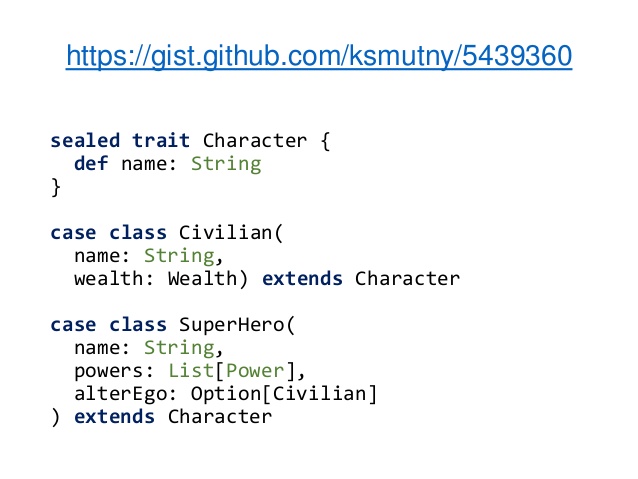 https://gist.github.com/ksmutny/5439360
sealed trait Character {
  def name: String
}
case class Civilian(
  name: String,
  wealth: Wealth) extends Character
case class SuperHero(
  name: String,
  powers: List[Power],
  alterEgo: Option[Civilian]
) extends Character